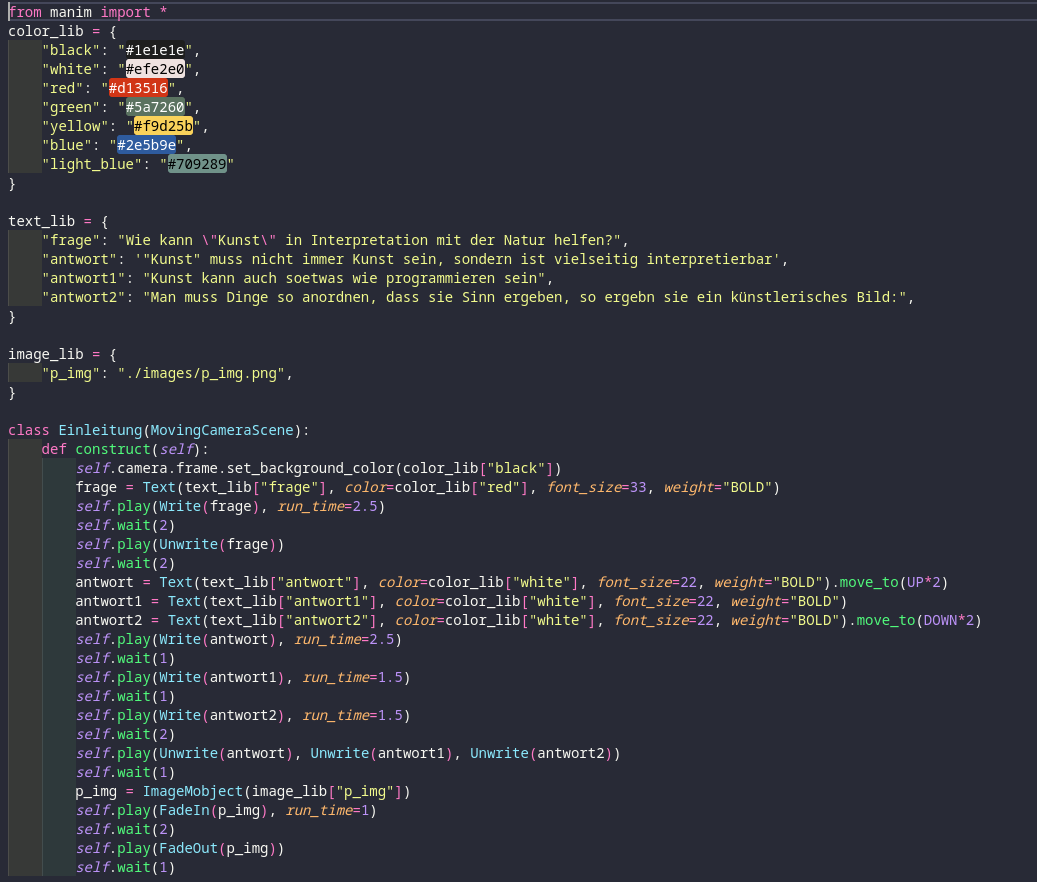 from manim import *
color_lib = {
    "black": "#1e1e1e",
    "white": "#efe2e0",
    "red": "#d13516",
    "green": "#5a7260",
    "yellow": "#f9d25b",
    "blue": "#2e5b9e",
    "light_blue": "#709289"
}

text_lib = {
    "frage": "Wie kann \"Kunst\" in Interpretation mit der Natur helfen?",
    "antwort": '"Kunst" muss nicht immer Kunst sein, sondern ist vielseitig interpretierbar',
    "antwort1": "Kunst kann auch soetwas wie programmieren sein",
    "antwort2": "Man muss Dinge so anordnen, dass sie Sinn ergeben, so ergebn sie ein künstlerisches Bild:",
}

image_lib = {
    "p_img": "./images/p_img.png",
}

class Einleitung(MovingCameraScene):
    def construct(self):
        self.camera.frame.set_background_color(color_lib["black"])
        frage = Text(text_lib["frage"], color=color_lib["red"], font_size=33, weight="BOLD")
        self.play(Write(frage), run_time=2.5)
        self.wait(2)
        self.play(Unwrite(frage))
        self.wait(2)
        antwort = Text(text_lib["antwort"], color=color_lib["white"], font_size=22, weight="BOLD").move_to(UP*2)
        antwort1 = Text(text_lib["antwort1"], color=color_lib["white"], font_size=22, weight="BOLD")
        antwort2 = Text(text_lib["antwort2"], color=color_lib["white"], font_size=22, weight="BOLD").move_to(DOWN*2)
        self.play(Write(antwort), run_time=2.5)
        self.wait(1)
        self.play(Write(antwort1), run_time=1.5)
        self.wait(1)
        self.play(Write(antwort2), run_time=1.5)
        self.wait(2)
        self.play(Unwrite(antwort), Unwrite(antwort1), Unwrite(antwort2))
        self.wait(1)
        p_img = ImageMobject(image_lib["p_img"])
        self.play(FadeIn(p_img), run_time=1)
        self.wait(2)
        self.play(FadeOut(p_img))
        self.wait(1)